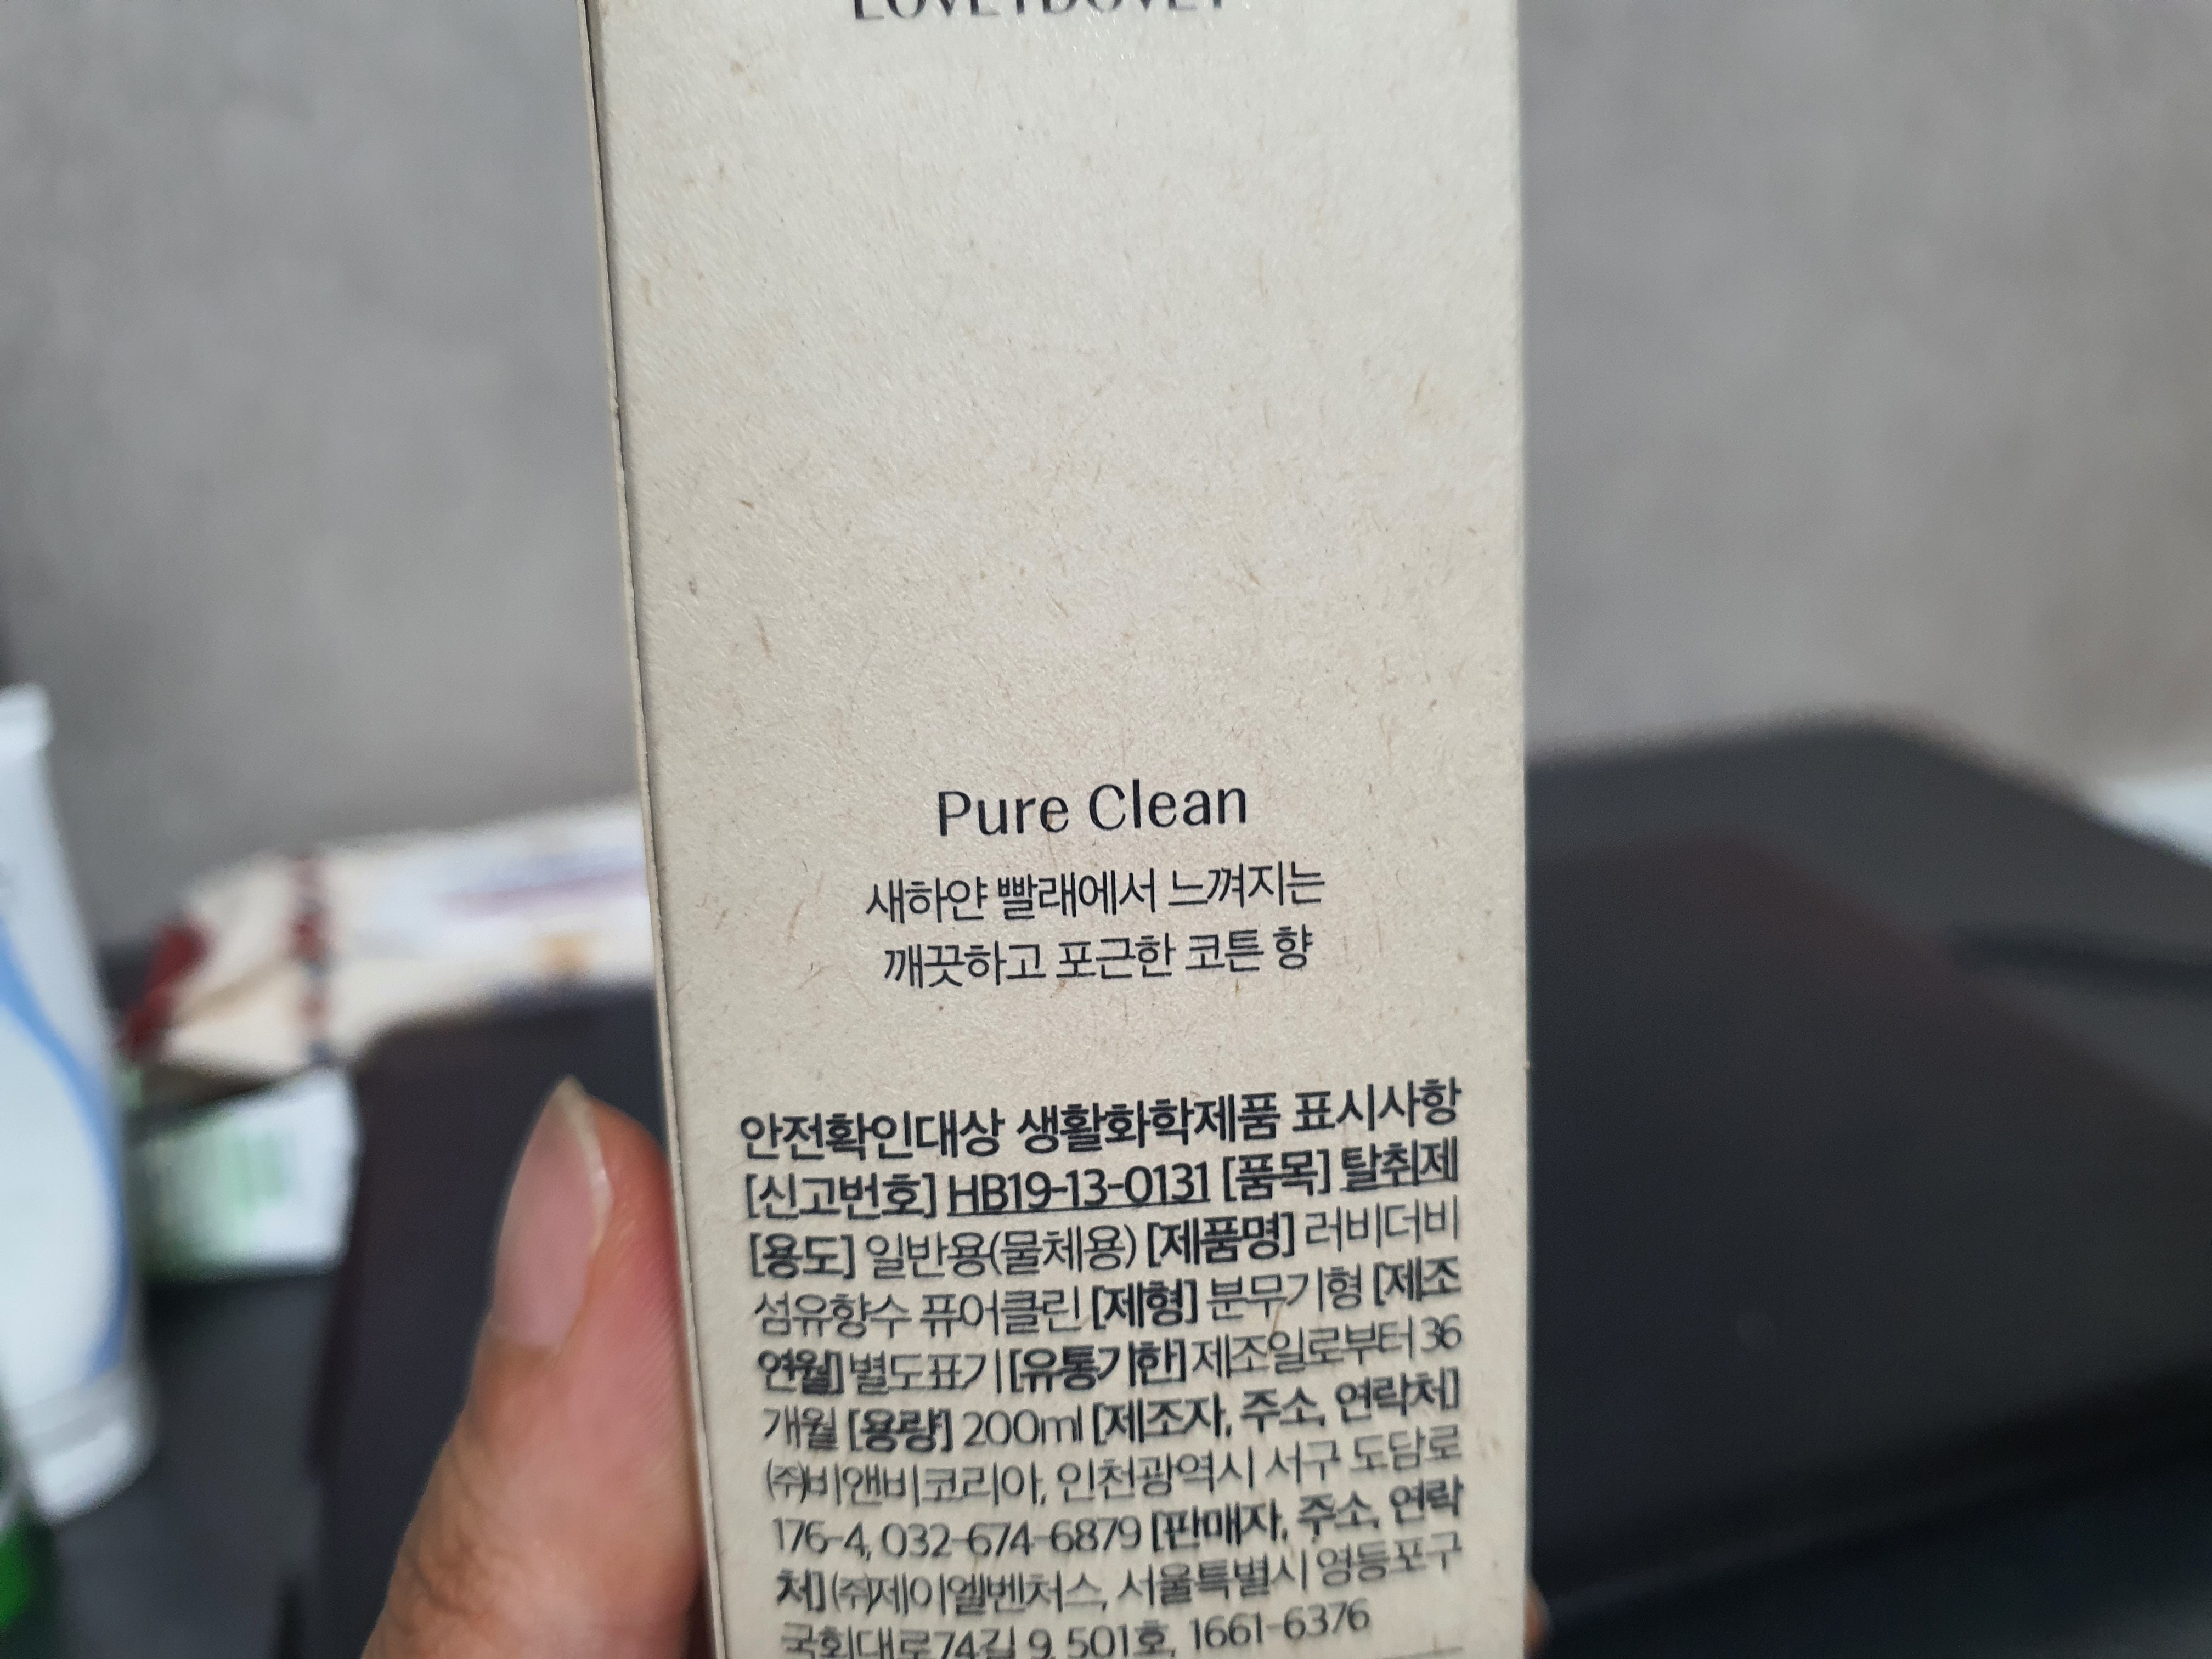 LOVEYDOVEY
Pure Clean
새하얀 빨래에서 느껴지는
깨끗하고 포근한 코튼 향
안전확인대상 생활화학제품 표시사항
[신고번호] HB19-13-0131 [품목] 탈취제
[용도] 일반용(물체용) [제품명] 러비더비
섬유향수 퓨어클린 [제형] 분무기형 [제조
연월] 별도표기 [유통기한] 제조일로부터 36
개월 [용량] 200ml [제조자, 주소, 연락처]
㈜비앤비코리아, 인천광역시 서구 도담로
176-4, 032-674-6879 [판매자, 주소, 연락
처] ㈜제이엘벤처스, 서울특별시 영등포구
국회대로74길 9, 501호, 1661-6376